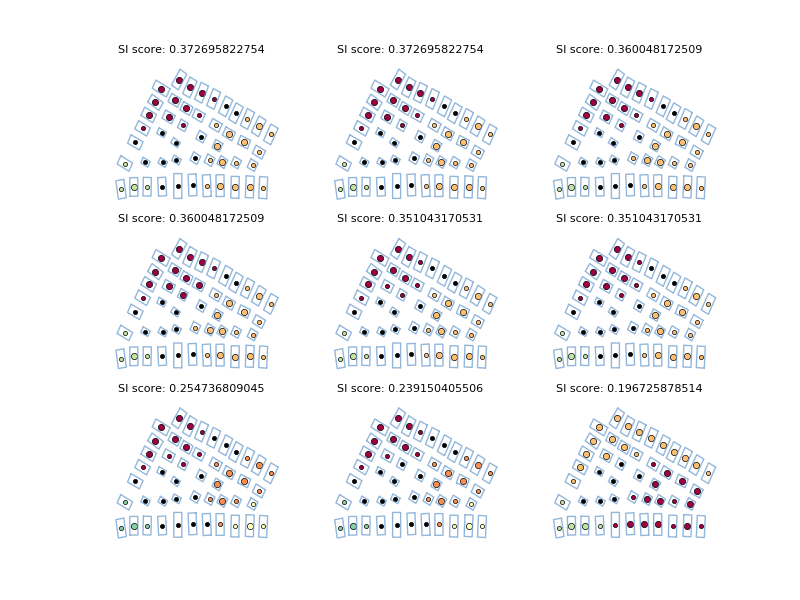 SI score: 0.372695822754
SI score: 0.372695822754
SI score: 0.360048172509
SI score: 0.360048172509
SI score: 0.351043170531
SI score: 0.351043170531
SI score: 0.254736809045
SI score: 0.239150405506
SI score: 0.196725878514